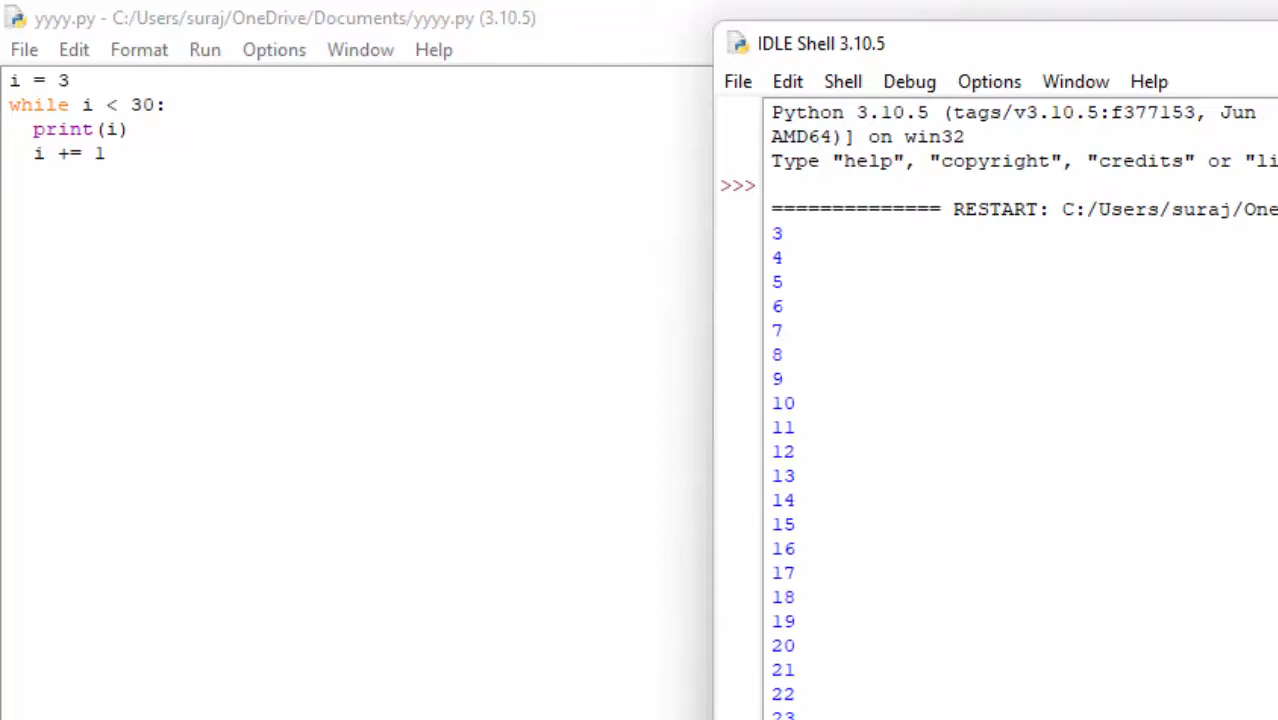 yyyy.py - C:/Users/suraj/OneDrive/Documents/yyyy.py (3.10.5)
File Edit Format Run Options Window Help
i = 3
while i < 30:
  print(i)
  i += 1
IDLE Shell 3.10.5
File Edit Shell Debug Options Window Help
Python 3.10.5 (tags/v3.10.5:f377153, Jun
AMD64)] on win32
Type "help", "copyright", "credits" or "li
>>>
============== RESTART: C:/Users/suraj/One
3
4
5
6
7
8
9
10
11
12
13
14
15
16
17
18
19
20
21
22
23